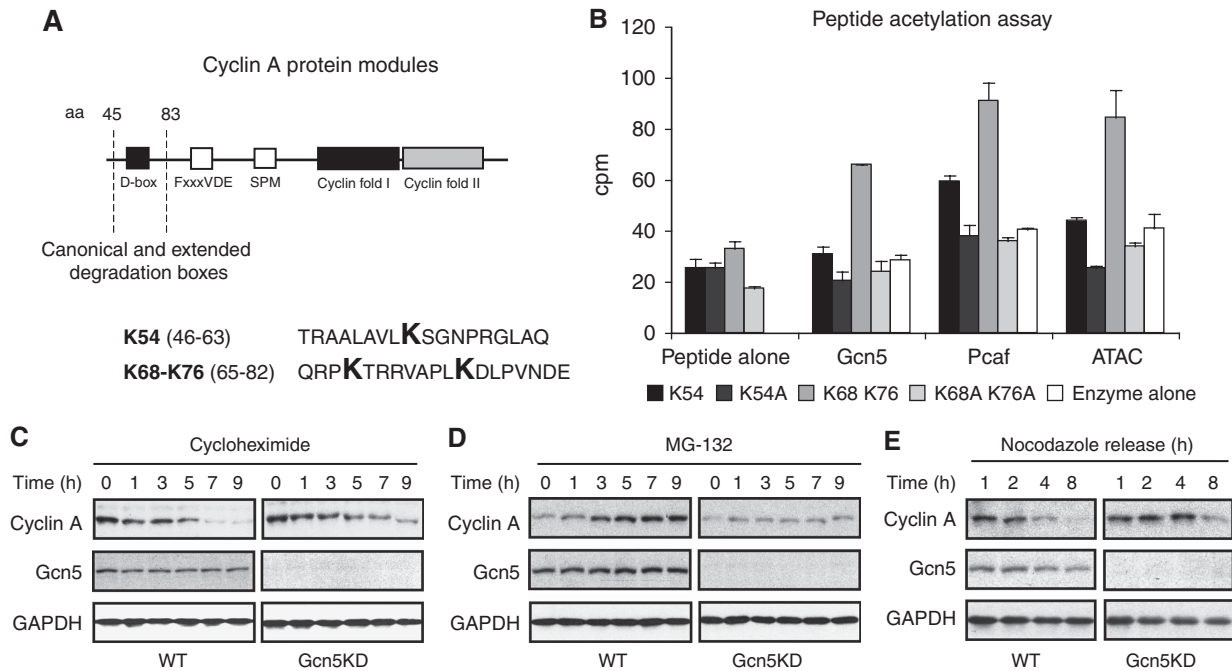 A
Cyclin A protein modules
aa 45 83
D-box FxxxVDE SPM Cyclin fold I Cyclin fold II
Canonical and extended
degradation boxes
K54 (46-63) TRAALAVLKSGNPRGLAQ
K68-K76 (65-82) QRPKTRRVAPLKDLPVNDE
B
Peptide acetylation assay
120
100
80
60
40
20
0
cpm
Peptide alone Gcn5 Pcaf ATAC
K54 K54A K68 K76 K68A K76A Enzyme alone
C
Cycloheximide
Time (h) 0 1 3 5 7 9 0 1 3 5 7 9
Cyclin A
Gcn5
GAPDH
WT Gcn5KD
D
MG-132
Time (h) 0 1 3 5 7 9 0 1 3 5 7 9
Cyclin A
Gcn5
GAPDH
WT Gcn5KD
E
Nocodazole release (h)
Time (h) 1 2 4 8 1 2 4 8
Cyclin A
Gcn5
GAPDH
WT Gcn5KD